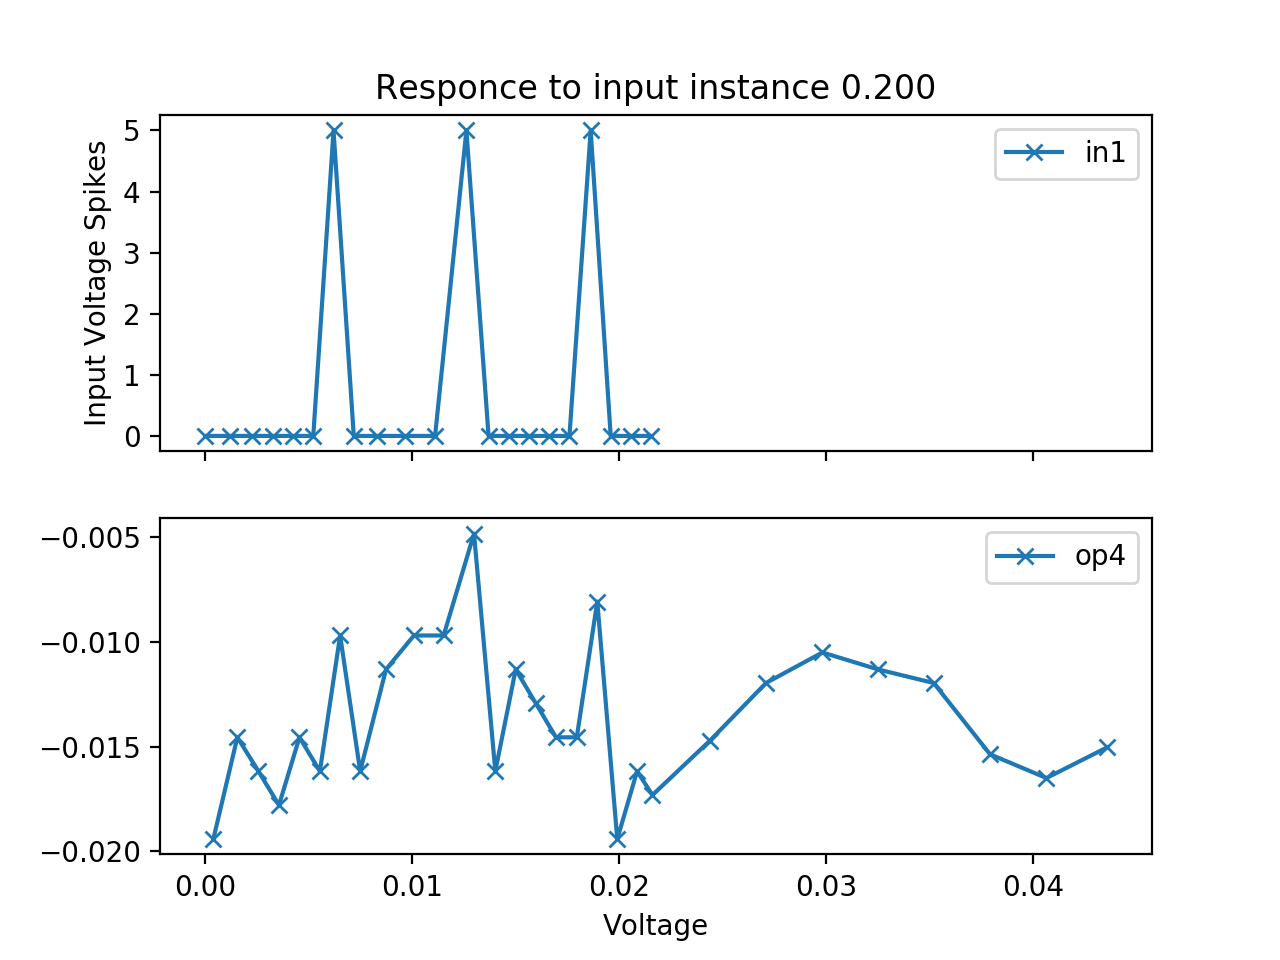 Responce to input instance 0.200
Input Voltage Spikes
5
4
3
2
1
0
in1
−0.005
−0.010
−0.015
−0.020
op4
0.00 0.01 0.02 0.03 0.04
Voltage